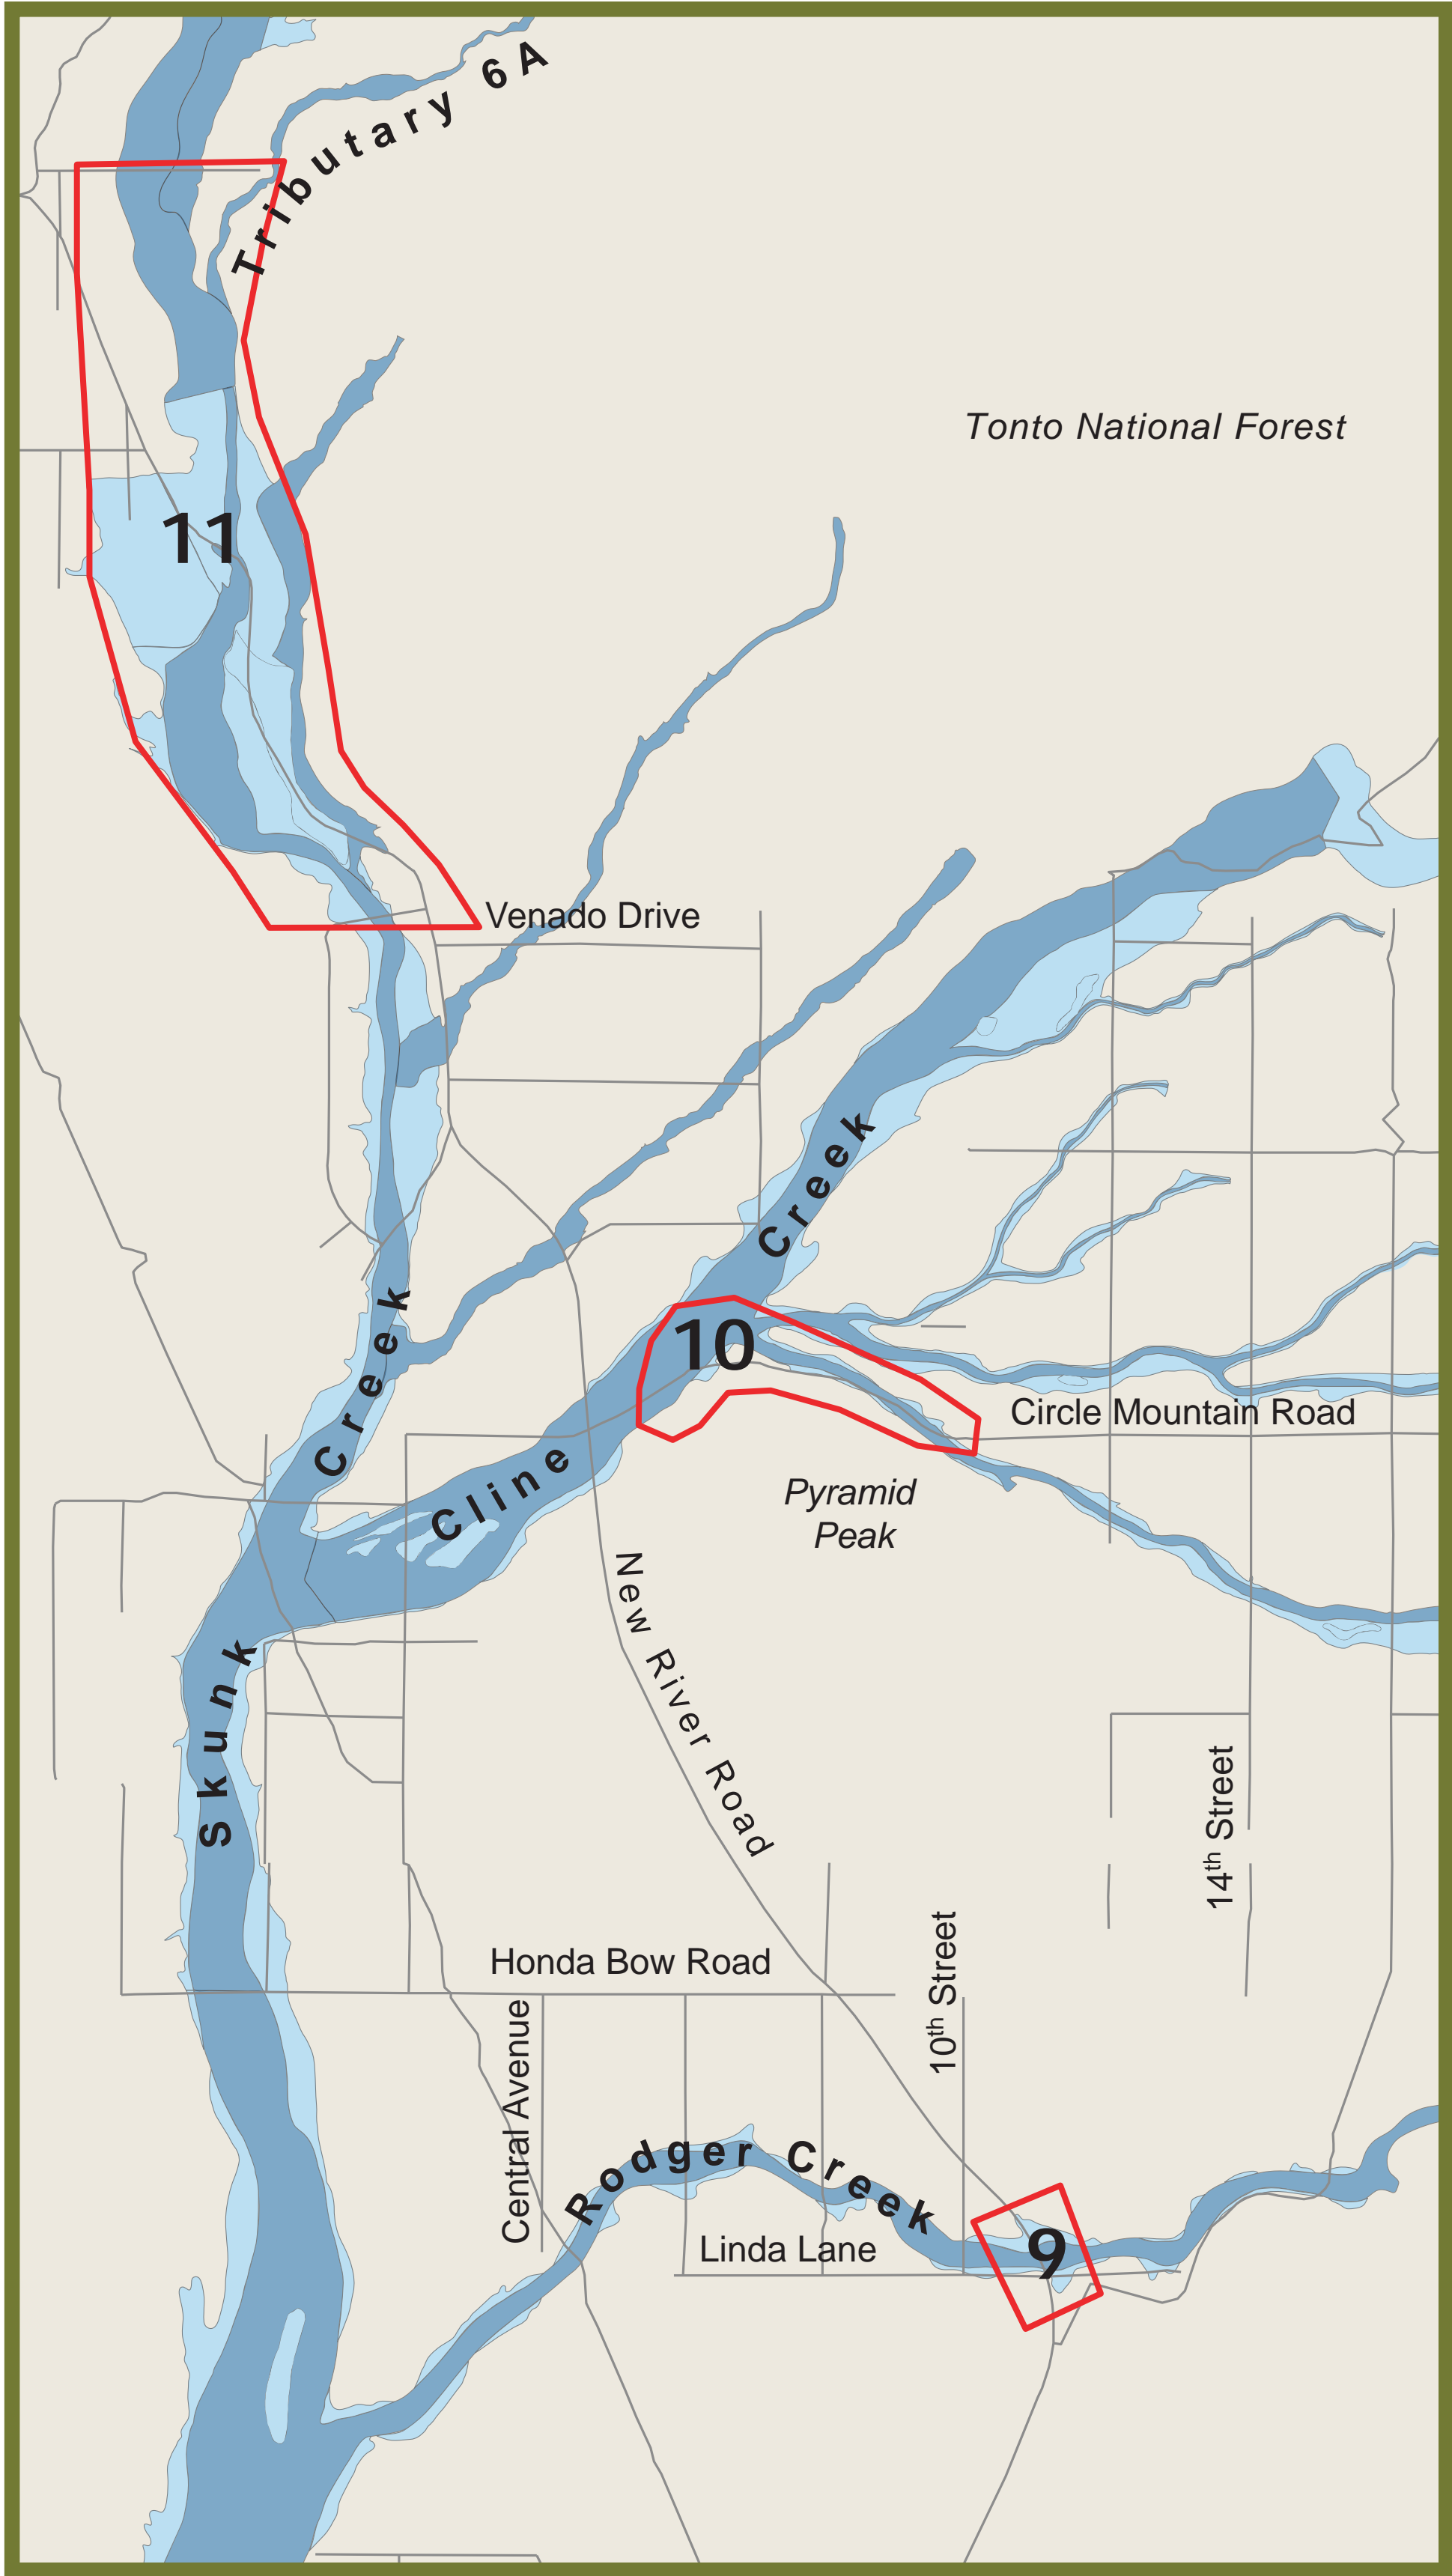 Tributary 6A
Tonto National Forest
11
Venado Drive
Creek
10
Creek
Circle Mountain Road
Cline
Pyramid
Peak
New River Road
Skunk
14th Street
Honda Bow Road
10th Street
Central Avenue
Rodger Creek
Linda Lane
9